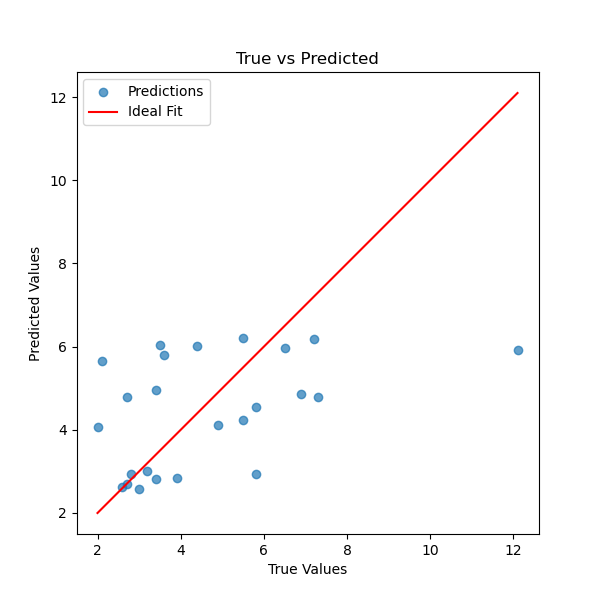 True vs Predicted
Predictions
Ideal Fit
12
10
8
6
4
2
Predicted Values
2 4 6 8 10 12
True Values